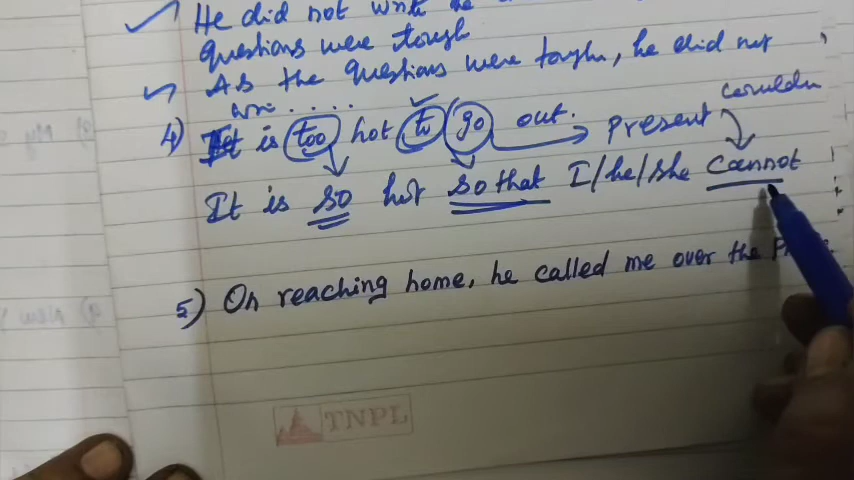 He did not write the
questions were tough
As the questions were tough, he did not
wri.....
couldn
4) It is too hot to go out. Present
It is so hot so that I/he/she cannot
5) On reaching home, he called me over the
TNPL